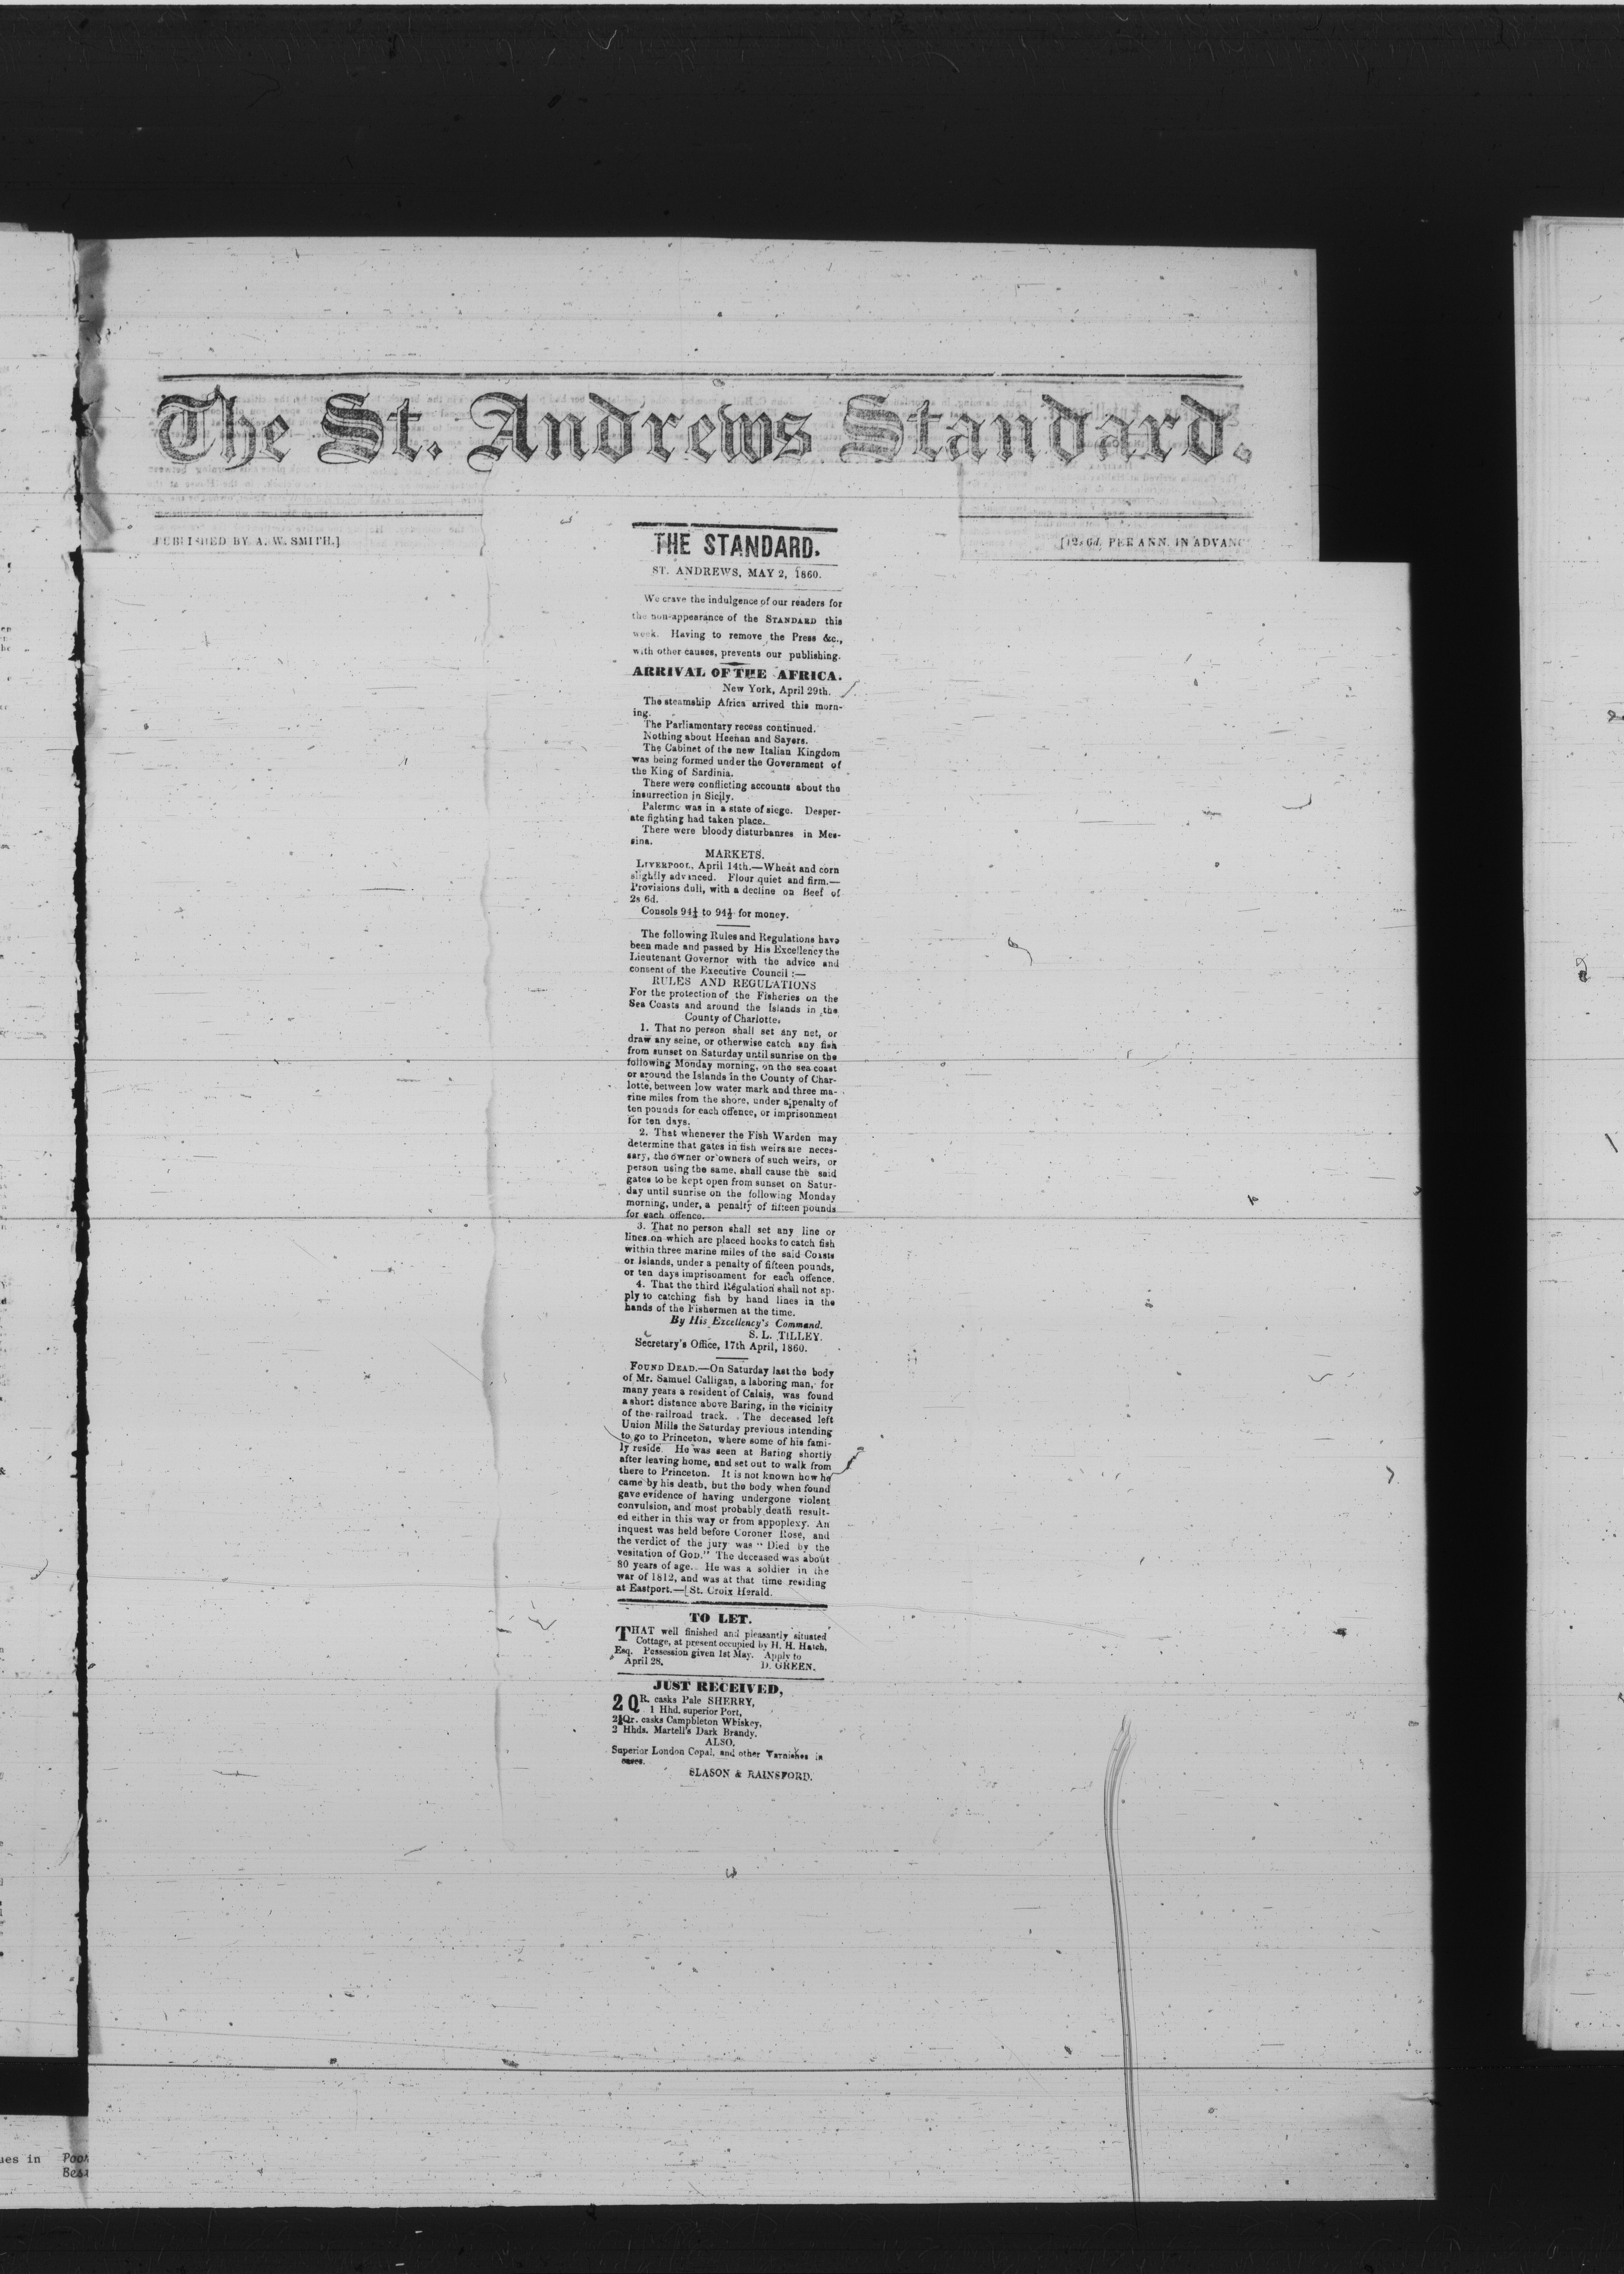 The St. Andrews Standard.
PUBLISHED BY A. W. SMITH.]
[12s 6d. PER ANN. IN ADVANC
THE STANDARD.
ST. ANDREWS, MAY 2, 1860.
We crave the indulgence of our readers for
the non-appearance of the STANDARD this
week. Having to remove the Press &c.,
with other causes, prevents our publishing.
ARRIVAL OF THE AFRICA.
New York, April 29th.
The steamship Africa arrived this morn-
ing.
The Parliamentary recess continued.
Nothing about Heenan and Sayers.
The Cabinet of the new Italian Kingdom
was being formed under the Government of
the King of Sardinia.
There were conflicting accounts about the
insurrection in Sicily.
Palermo was in a state of siege. Desper-
ate fighting had taken place.
There were bloody disturbanres in Mes-
sina.
MARKETS.
LIVERPOOL, April 14th.—Wheat and corn
slightly advanced. Flour quiet and firm.—
Provisions dull, with a decline on Beef of
2s 6d.
Consols 94¼ to 94½ for money.
The following Rules and Regulations have
been made and passed by His Excellency the
Lieutenant Governor with the advice and
consent of the Executive Council :—
RULES AND REGULATIONS
For the protection of the Fisheries on the
Sea Coasts and around the Islands in the
County of Charlotte.
1. That no person shall set any net, or
draw any seine, or otherwise catch any fish
from sunset on Saturday until sunrise on the
following Monday morning, on the sea coast
or around the Islands in the County of Char-
lotte, between low water mark and three ma-
rine miles from the shore, under a penalty of
ten pounds for each offence, or imprisonment
for ten days.
2. That whenever the Fish Warden may
determine that gates in fish weirs are neces-
sary, the owner or owners of such weirs, or
person using the same, shall cause the said
gates to be kept open from sunset on Satur-
day until sunrise on the following Monday
morning, under, a penalty of fifteen pounds
for each offence.
3. That no person shall set any line or
lines on which are placed hooks to catch fish
within three marine miles of the said Coasts
or Islands, under a penalty of fifteen pounds,
or ten days imprisonment for each offence.
4. That the third Regulation shall not ap-
ply to catching fish by hand lines in the
hands of the Fishermen at the time.
By His Excellency's Command.
S. L. TILLEY.
Secretary's Office, 17th April, 1860.
FOUND DEAD.—On Saturday last the body
of Mr. Samuel Calligan, a laboring man, for
many years a resident of Calais, was found
a short distance above Baring, in the vicinity
of the railroad track. The deceased left
Union Mills the Saturday previous intending
to go to Princeton, where some of his fami-
ly reside. He was seen at Baring shortly
after leaving home, and set out to walk from
there to Princeton. It is not known how he
came by his death, but the body when found
gave evidence of having undergone violent
convulsion, and most probably death result-
ed either in this way or from appoplexy. An
inquest was held before Coroner Rose, and
the verdict of the jury was " Died by the
vesitation of GOD." The deceased was about
80 years of age. He was a soldier in the
war of 1812, and was at that time residing
at Eastport.—[St. Croix Herald.
TO LET.
THAT well finished and pleasantly situated
Cottage, at present occupied by H. H. Hatch,
Esq. Possession given 1st May. Apply to
April 28. D. GREEN.
JUST RECEIVED,
2 QR. casks Pale SHERRY,
1 Hhd. superior Port,
2 Qr. casks Campbleton Whiskey,
2 Hhds. Martell's Dark Brandy.
ALSO,
Superior London Copal, and other Varnishes in
cases.
SLASON & RAINSFORD.
ues in